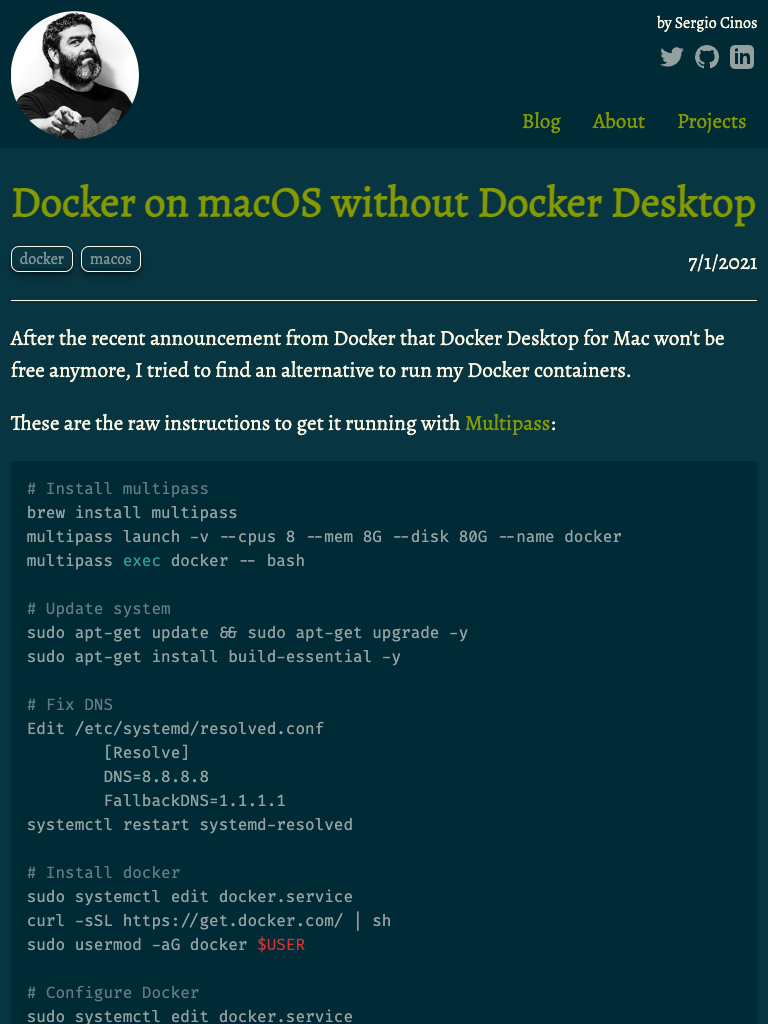 by Sergio Cinos
Blog About Projects
Docker on macOS without Docker Desktop
docker macos 7/1/2021
After the recent announcement from Docker that Docker Desktop for Mac won't be
free anymore, I tried to find an alternative to run my Docker containers.
These are the raw instructions to get it running with Multipass:
# Install multipass
brew install multipass
multipass launch -v --cpus 8 --mem 8G --disk 80G --name docker
multipass exec docker -- bash
# Update system
sudo apt-get update && sudo apt-get upgrade -y
sudo apt-get install build-essential -y
# Fix DNS
Edit /etc/systemd/resolved.conf
[Resolve]
DNS=8.8.8.8
FallbackDNS=1.1.1.1
systemctl restart systemd-resolved
# Install docker
sudo systemctl edit docker.service
curl -sSL https://get.docker.com/ | sh
sudo usermod -aG docker $USER
# Configure Docker
sudo systemctl edit docker.service